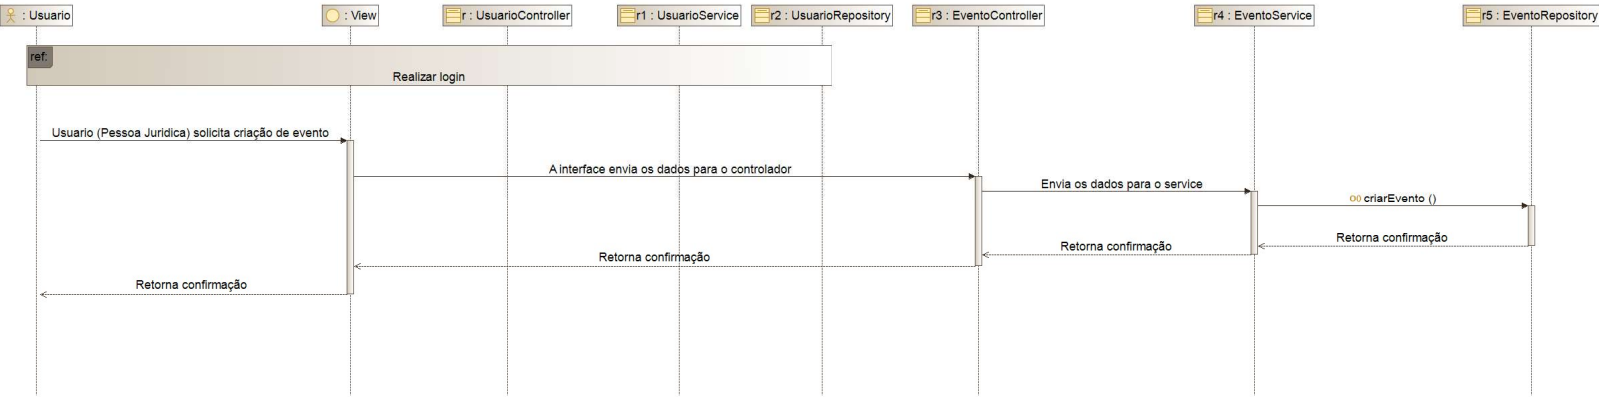 : Usuario
: View
r : UsuarioController
r1 : UsuarioService
r2 : UsuarioRepository
r3 : EventoController
r4 : EventoService
r5 : EventoRepository
ref:
Realizar login
Usuario (Pessoa Juridica) solicita criação de evento
A interface envia os dados para o controlador
Envia os dados para o service
criarEvento ()
Retorna confirmação
Retorna confirmação
Retorna confirmação
Retorna confirmação